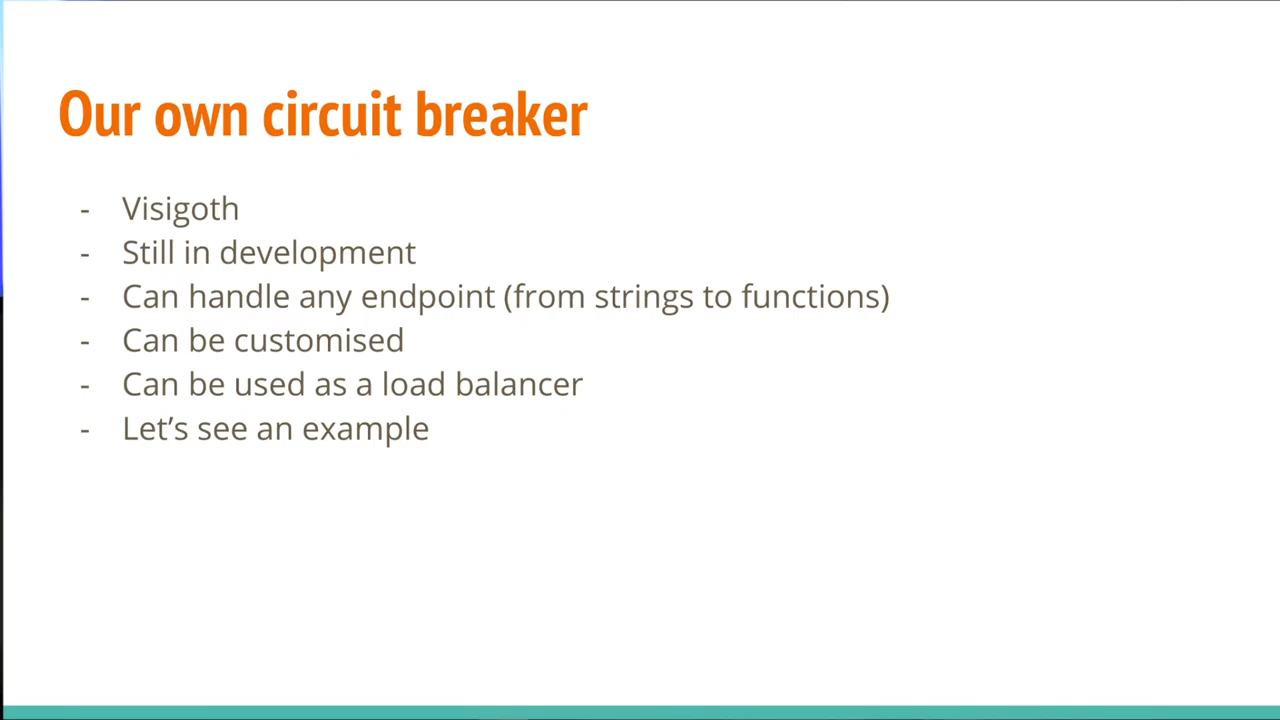 Our own circuit breaker
- Visigoth
- Still in development
- Can handle any endpoint (from strings to functions)
- Can be customised
- Can be used as a load balancer
- Let’s see an example